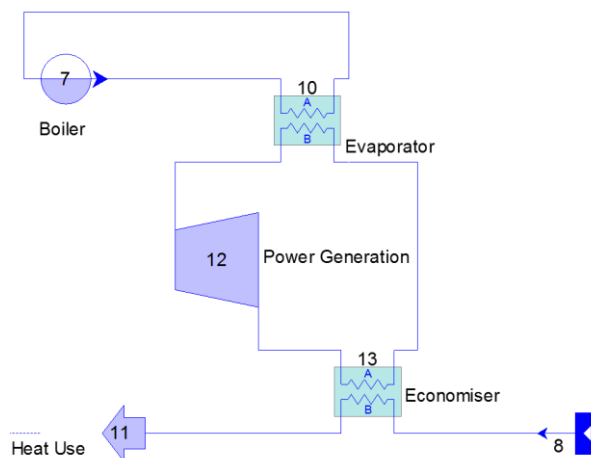 7
Boiler
10
A
B
Evaporator
12
Power Generation
13
A
B
Economiser
11
Heat Use
8